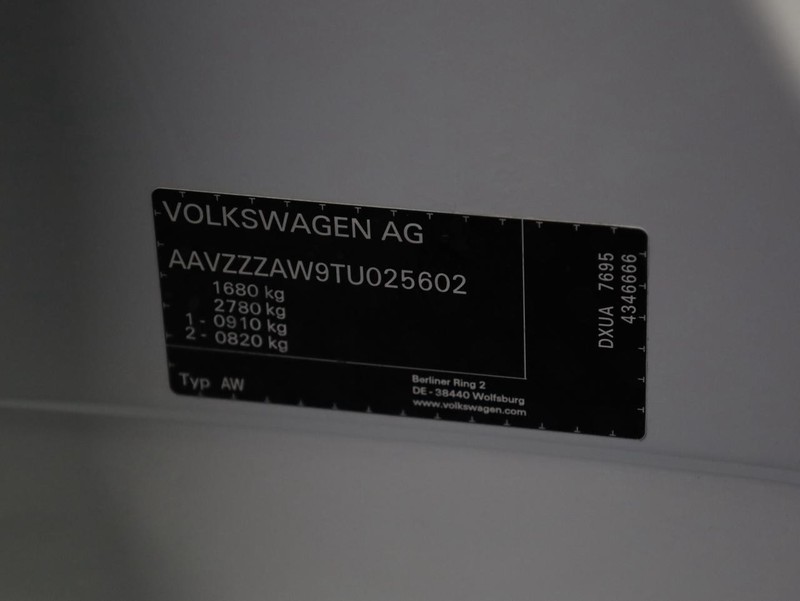 VOLKSWAGEN AG
AAVZZZAW9TU025602
1680 kg
2780 kg
1 - 0910 kg
2 - 0820 kg
Typ AW
Berliner Ring 2
DE - 38440 Wolfsburg
www.volkswagen.com
DXUA 7695
4346666